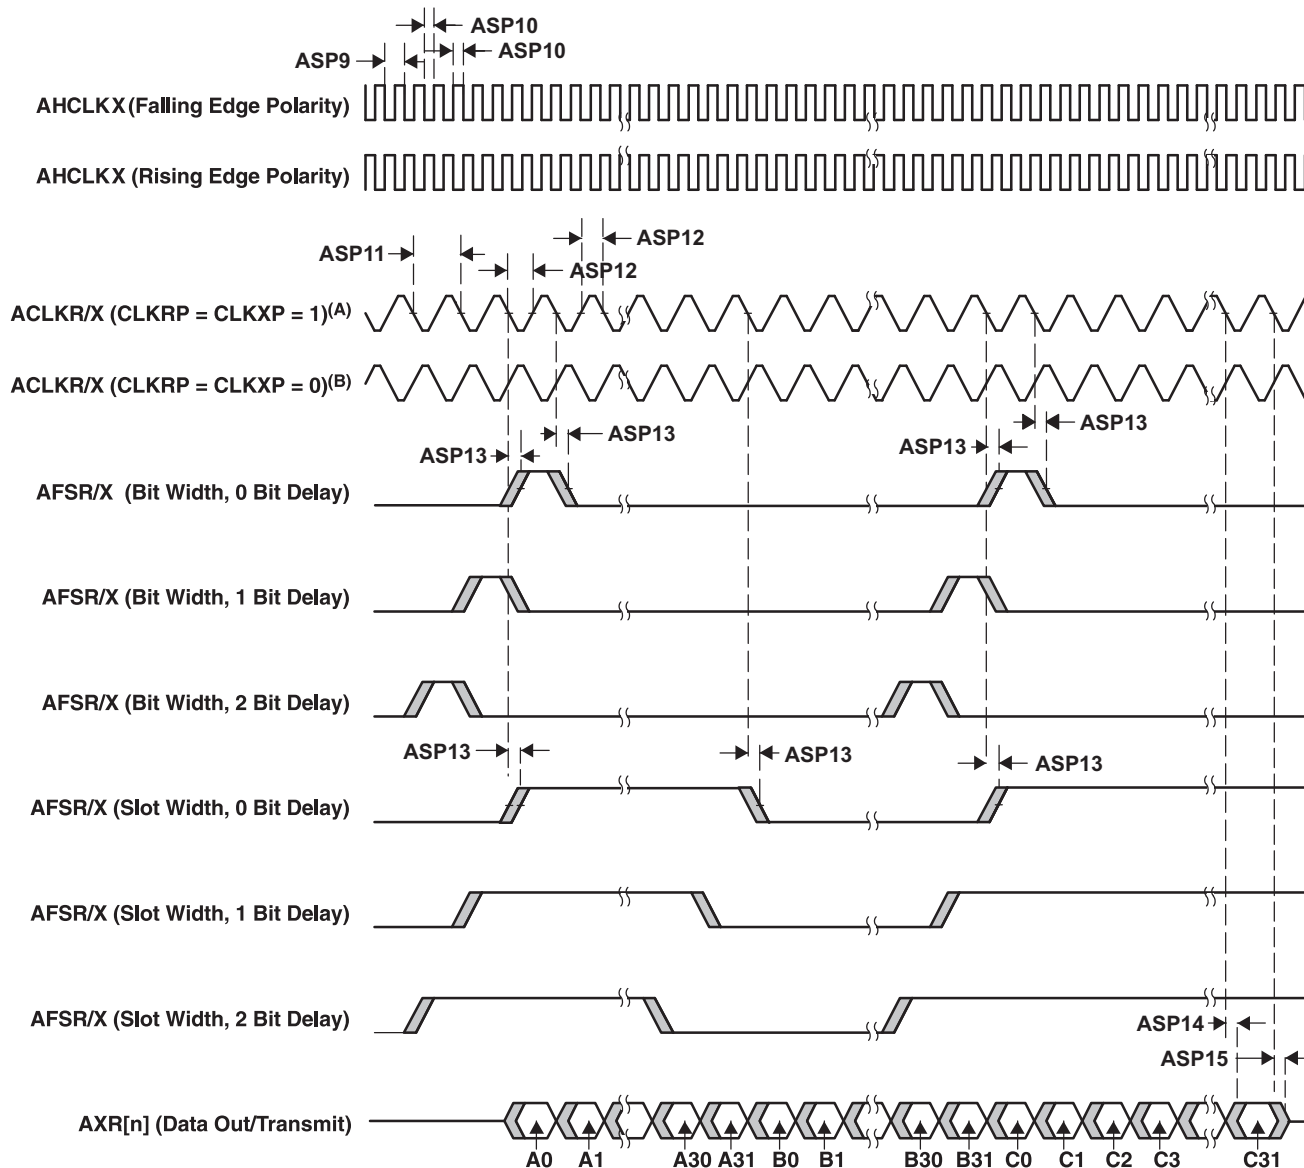 ASP10
ASP10
ASP9
AHCLKX (Falling Edge Polarity)
AHCLKX (Rising Edge Polarity)
ASP12
ASP11
ASP12
ACLKR/X (CLKRP = CLKXP = 1)(A)
ACLKR/X (CLKRP = CLKXP = 0)(B)
ASP13
ASP13
ASP13
ASP13
AFSR/X (Bit Width, 0 Bit Delay)
AFSR/X (Bit Width, 1 Bit Delay)
AFSR/X (Bit Width, 2 Bit Delay)
ASP13
ASP13
ASP13
AFSR/X (Slot Width, 0 Bit Delay)
AFSR/X (Slot Width, 1 Bit Delay)
AFSR/X (Slot Width, 2 Bit Delay)
ASP14
ASP15
AXR[n] (Data Out/Transmit)
A0 A1 A30 A31 B0 B1 B30 B31 C0 C1 C2 C3 C31